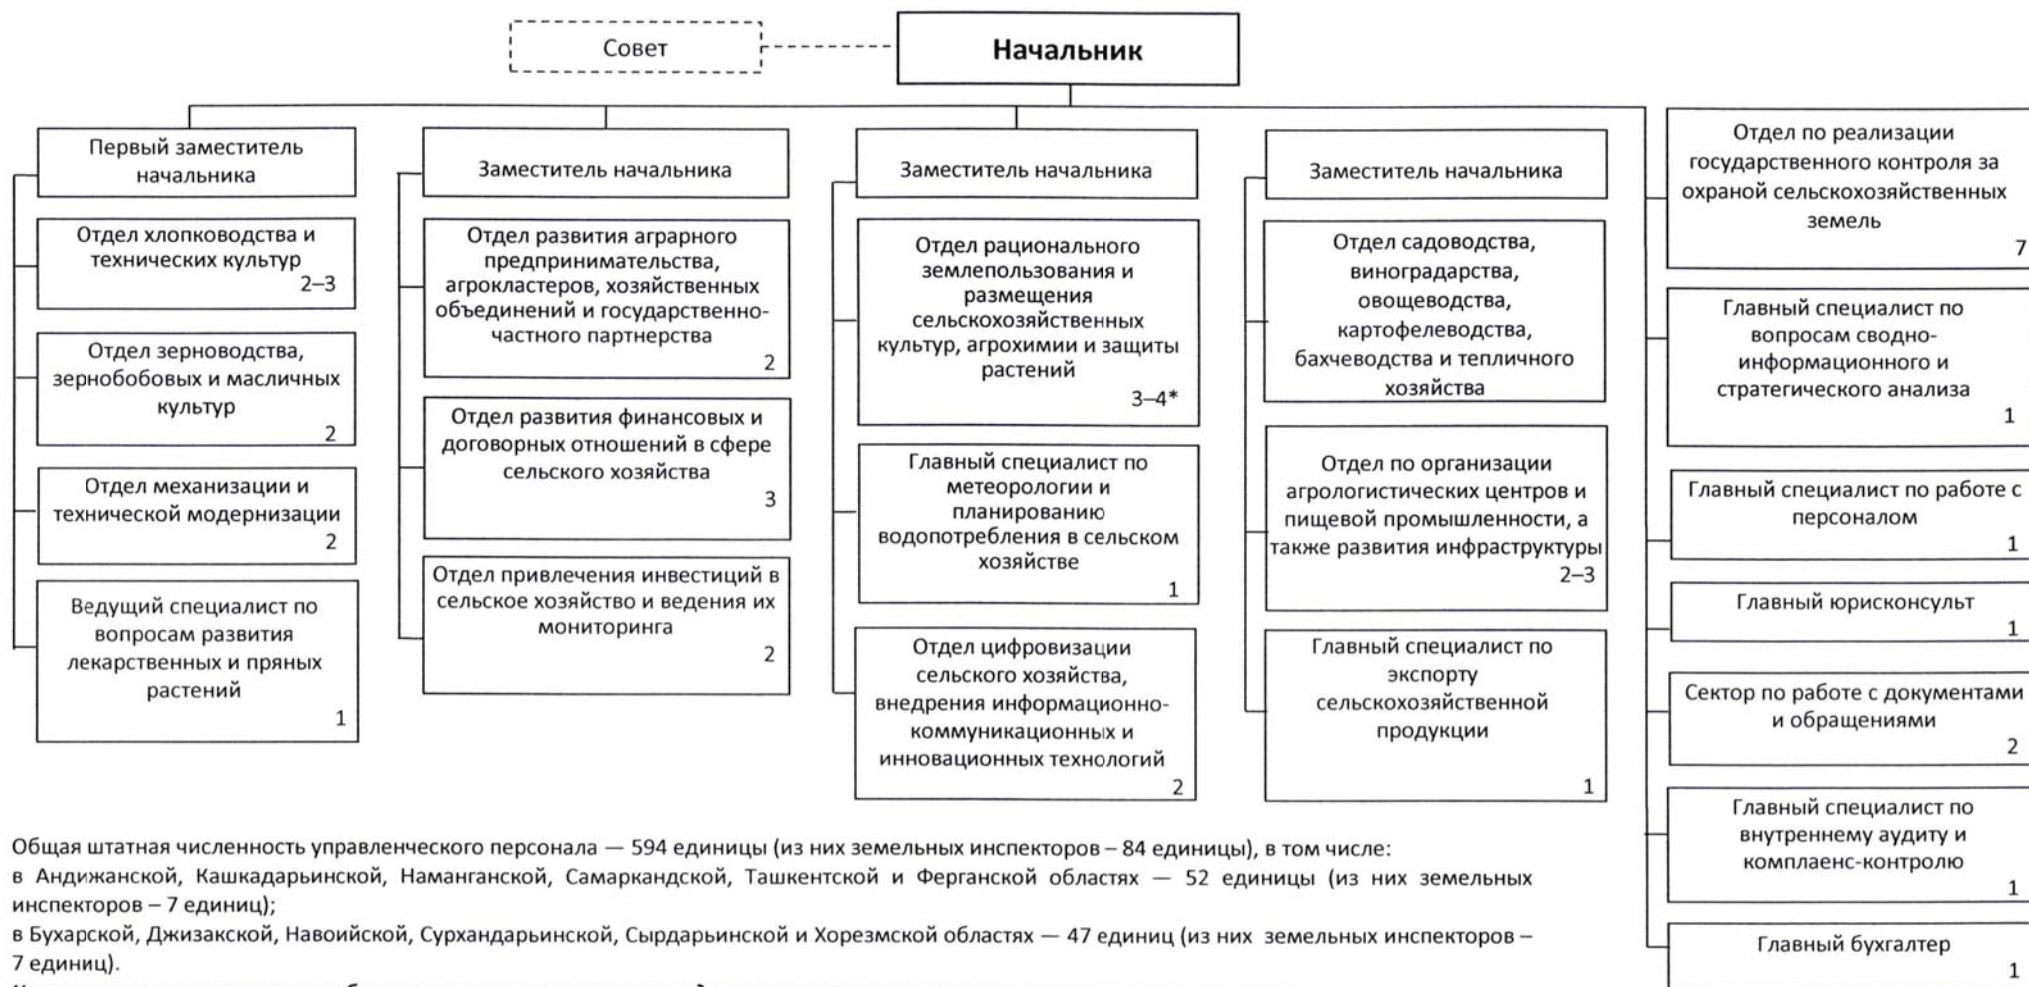 Совет
Начальник
Первый заместитель
начальника
Отдел хлопководства и
технических культур
2–3
Отдел зерноводства,
зернобобовых и масличных
культур
2
Отдел механизации и
технической модернизации
2
Ведущий специалист по
вопросам развития
лекарственных и пряных
растений
1
Заместитель начальника
Отдел развития аграрного
предпринимательства,
агрокластеров, хозяйственных
объединений и государственно-
частного партнерства
2
Отдел развития финансовых и
договорных отношений в сфере
сельского хозяйства
3
Отдел привлечения инвестиций в
сельское хозяйство и ведения их
мониторинга
2
Заместитель начальника
Отдел рационального
землепользования и
размещения
сельскохозяйственных
культур, агрохимии и защиты
растений
3–4*
Главный специалист по
метеорологии и
планированию
водопотребления в сельском
хозяйстве
1
Отдел цифровизации
сельского хозяйства,
внедрения информационно-
коммуникационных и
инновационных технологий
2
Заместитель начальника
Отдел садоводства,
виноградарства,
овощеводства,
картофелеводства,
бахчеводства и тепличного
хозяйства
Отдел по организации
агрологистических центров и
пищевой промышленности, а
также развития инфраструктуры
2–3
Главный специалист по
экспорту
сельскохозяйственной
продукции
1
Отдел по реализации
государственного контроля за
охраной сельскохозяйственных
земель
7
Главный специалист по
вопросам сводно-
информационного и
стратегического анализа
1
Главный специалист по работе с
персоналом
1
Главный юрисконсульт
1
Сектор по работе с документами
и обращениями
2
Главный специалист по
внутреннему аудиту и
комплаенс-контролю
1
Главный бухгалтер
1
Общая штатная численность управленческого персонала — 594 единицы (из них земельных инспекторов – 84 единицы), в том числе:
в Андижанской, Кашкадарьинской, Наманганской, Самаркандской, Ташкентской и Ферганской областях — 52 единицы (из них земельных
инспекторов – 7 единиц);
в Бухарской, Джизакской, Навоийской, Сурхандарьинской, Сырдарьинской и Хорезмской областях — 47 единиц (из них земельных инспекторов –
7 единиц).